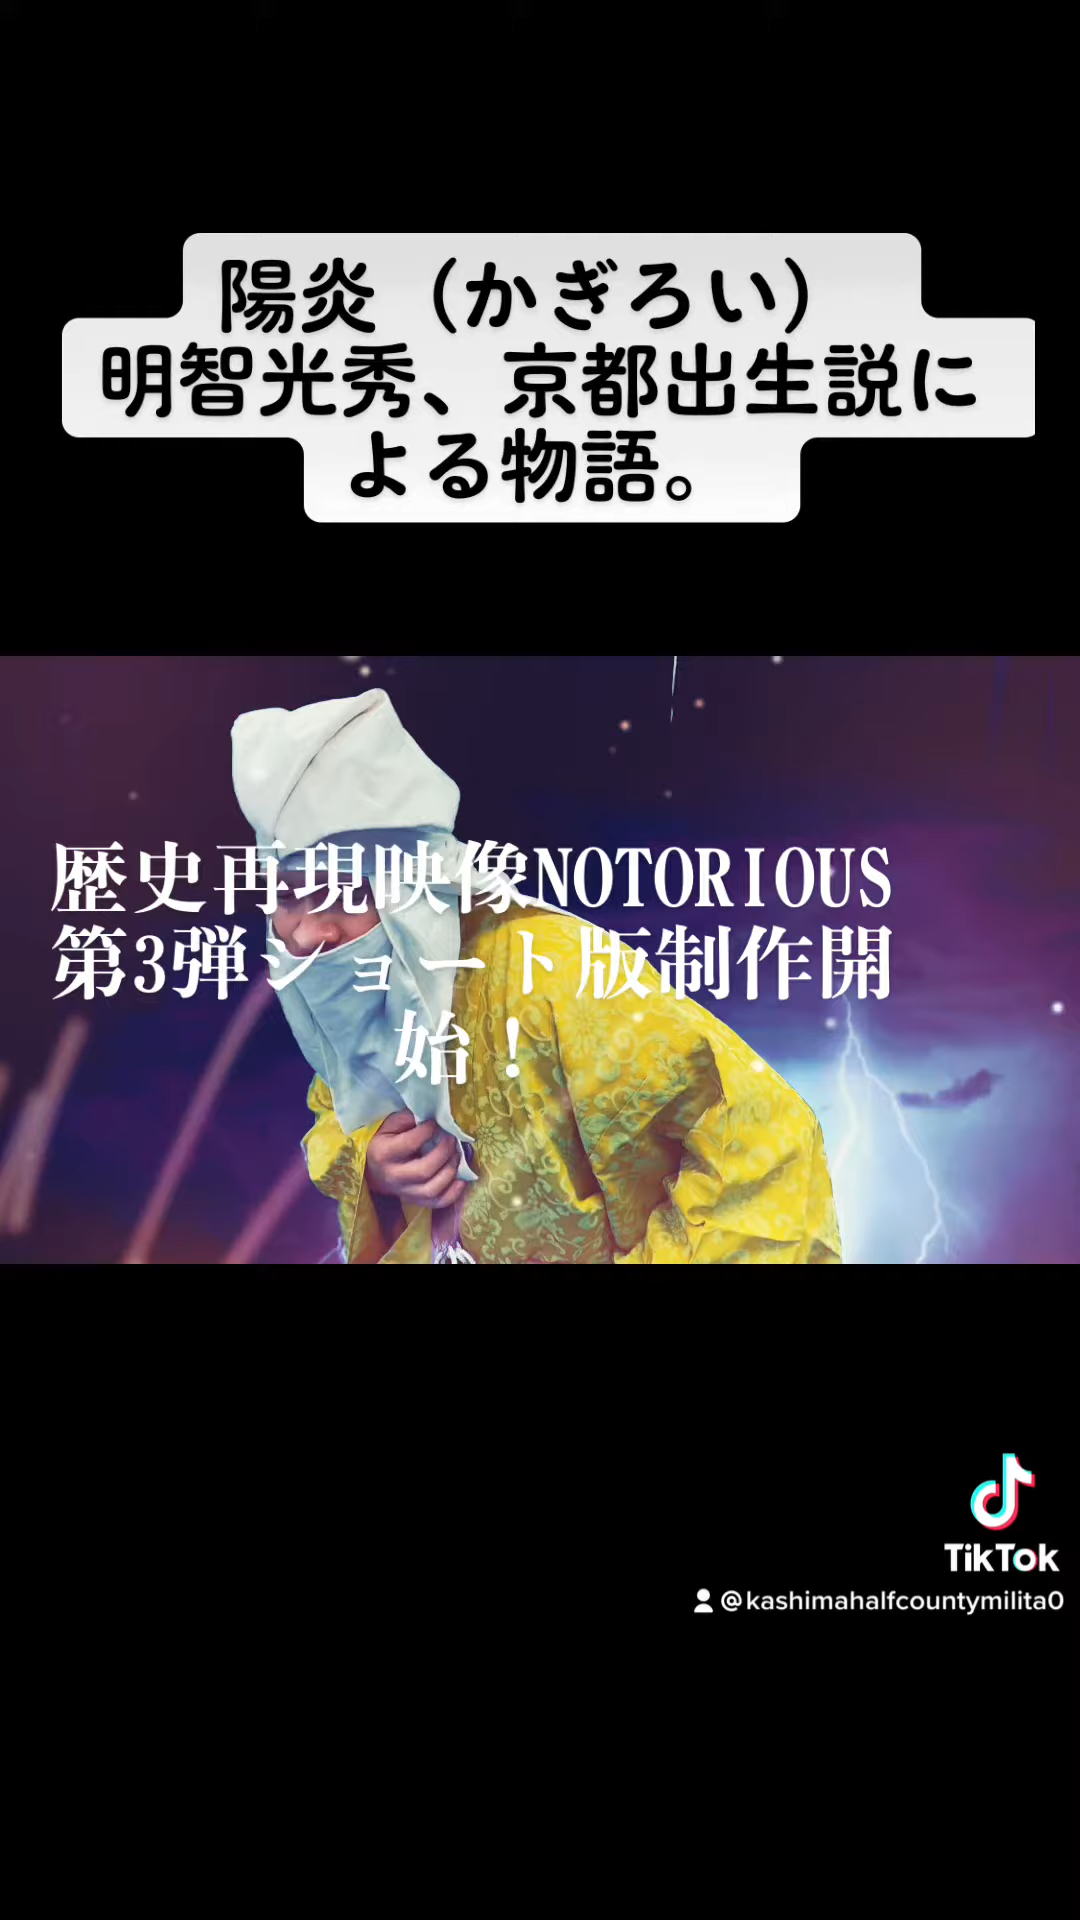 陽炎（かぎろい）
明智光秀、京都出生説に
よる物語。
歴史再現映像NOTORIOUS
第3弾ショート版制作開
始！
TikTok
@kashimahalfcountymilita0